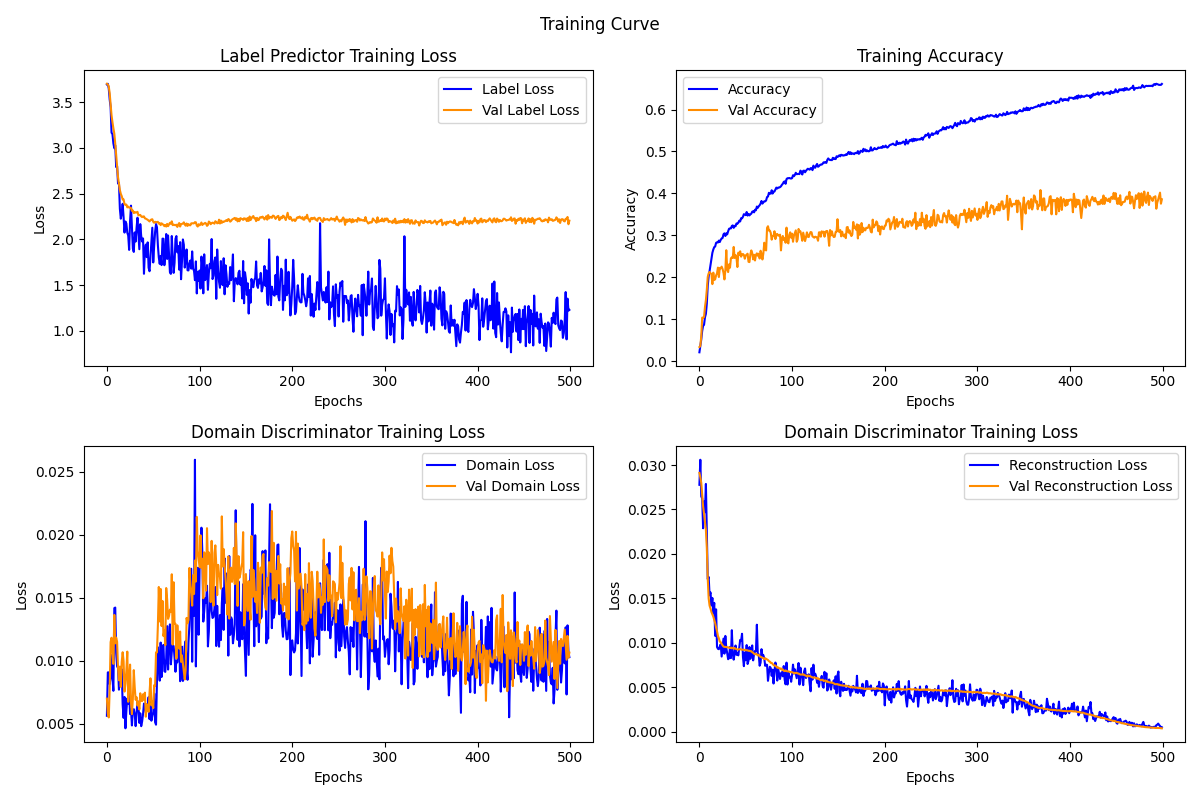 Training Curve
Label Predictor Training Loss
Loss
3.5
3.0
2.5
2.0
1.5
1.0
Label Loss
Val Label Loss
0 100 200 300 400 500
Epochs
Training Accuracy
Accuracy
0.6
0.5
0.4
0.3
0.2
0.1
0.0
Accuracy
Val Accuracy
0 100 200 300 400 500
Epochs
Domain Discriminator Training Loss
Loss
0.025
0.020
0.015
0.010
0.005
Domain Loss
Val Domain Loss
0 100 200 300 400 500
Epochs
Domain Discriminator Training Loss
Loss
0.030
0.025
0.020
0.015
0.010
0.005
0.000
Reconstruction Loss
Val Reconstruction Loss
0 100 200 300 400 500
Epochs